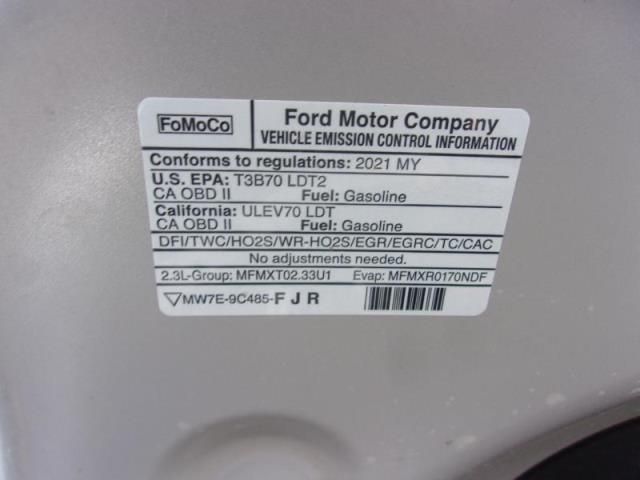 FoMoCo
Ford Motor Company
VEHICLE EMISSION CONTROL INFORMATION
Conforms to regulations: 2021 MY
U.S. EPA: T3B70 LDT2
CA OBD II Fuel: Gasoline
California: ULEV70 LDT
CA OBD II Fuel: Gasoline
DFI/TWC/HO2S/WR-HO2S/EGR/EGRC/TC/CAC
No adjustments needed.
2.3L-Group: MFMXT02.33U1 Evap: MFMXR0170NDF
MW7E-9C485-F J R